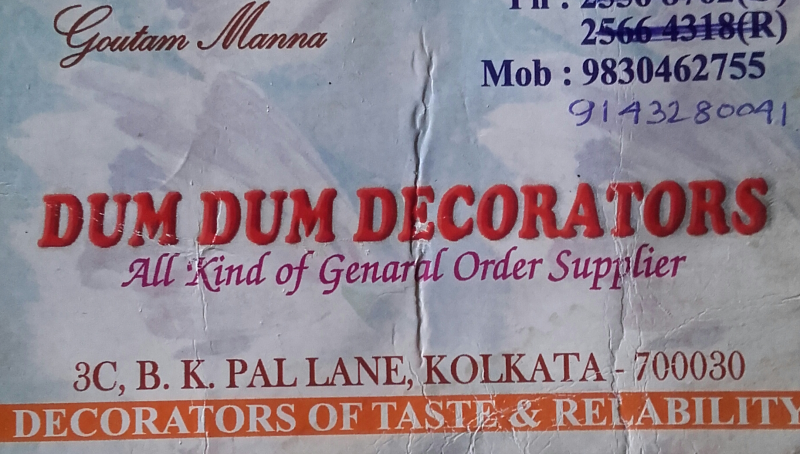 Goutam Manna
2566 4318(R)
Mob : 9830462755
9143280041
DUM DUM DECORATORS
All Kind of Genaral Order Supplier
3C, B. K. PAL LANE, KOLKATA - 700030
DECORATORS OF TASTE & RELABILITY